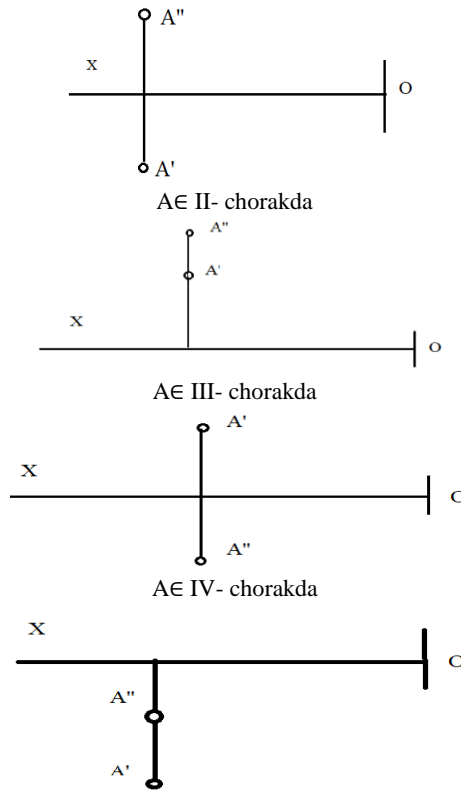 A"
X
O
A'
A∈ II- chorakda
A"
A'
X
O
A∈ III- chorakda
A'
X
O
A"
A∈ IV- chorakda
X
O
A"
A'